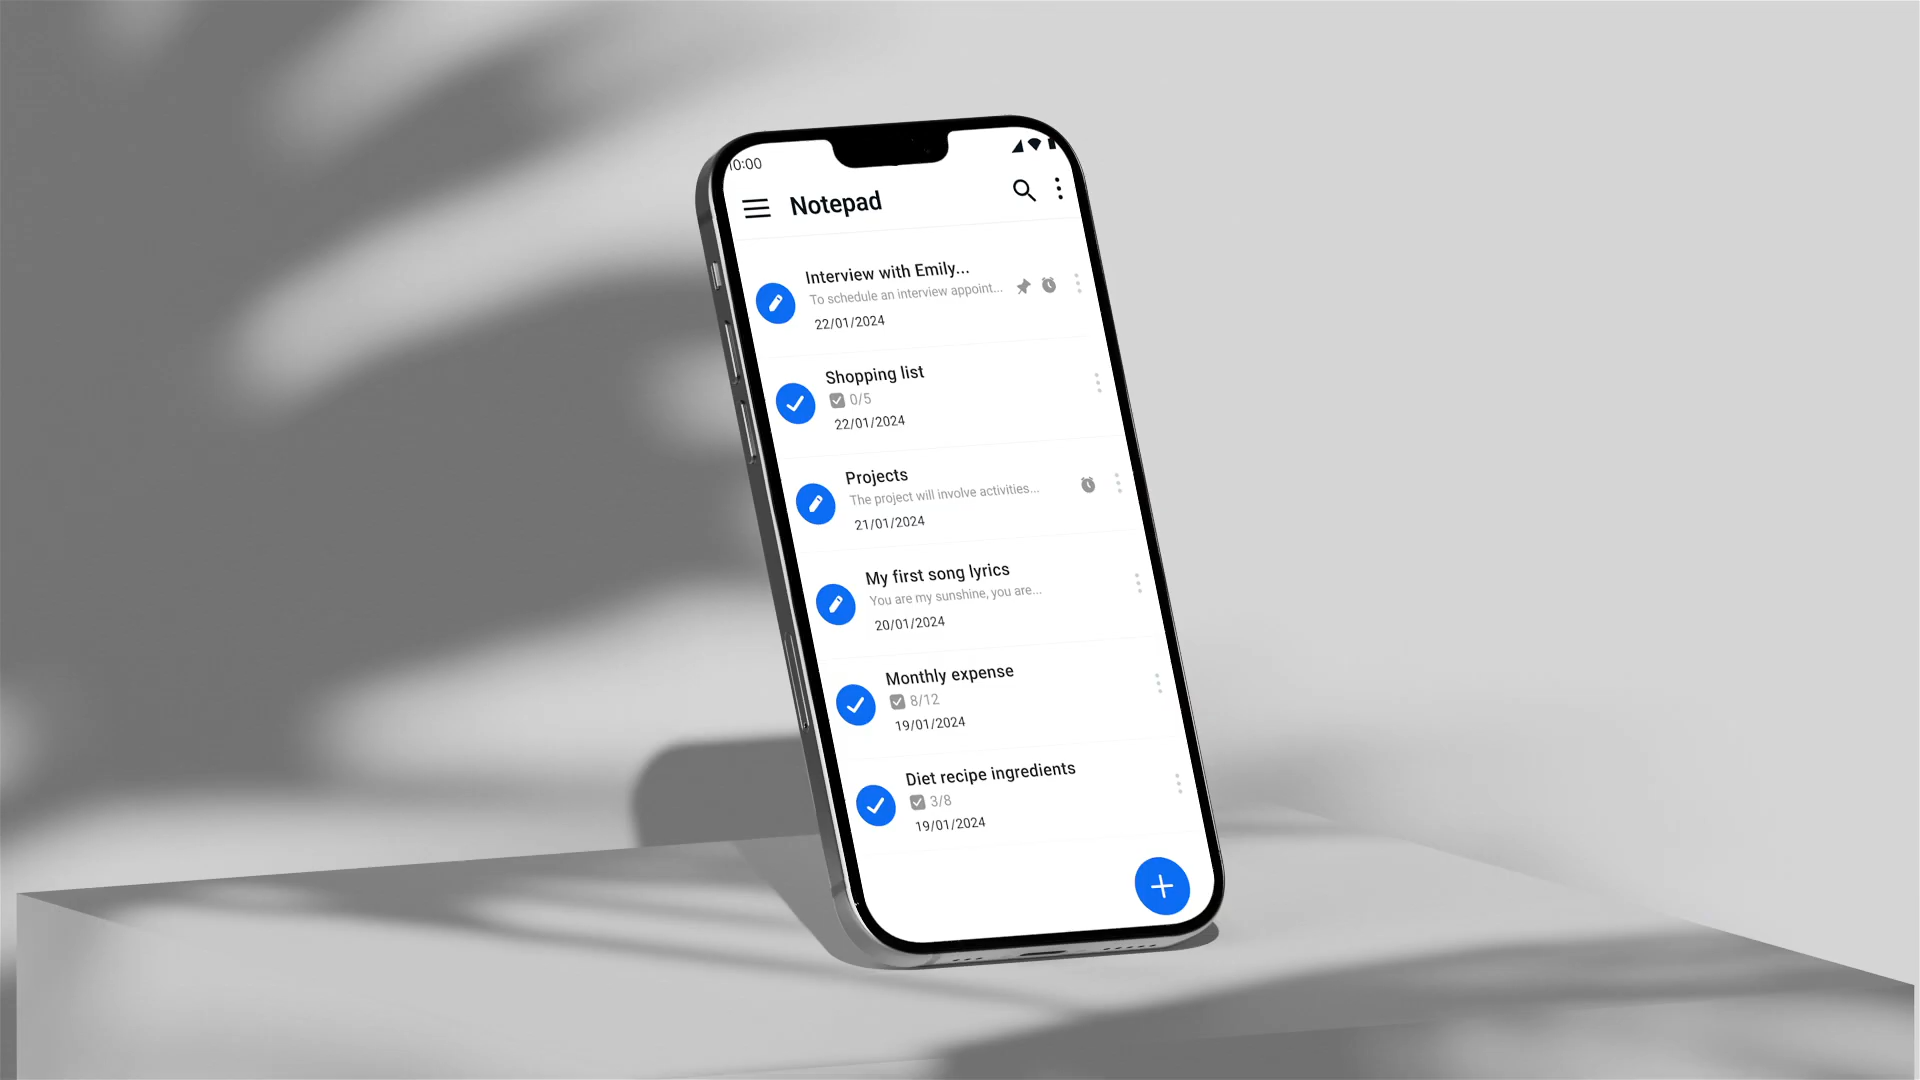 10:00
Notepad
Interview with Emily...
To schedule an interview appoint...
22/01/2024
Shopping list
0/5
22/01/2024
Projects
The project will involve activities...
21/01/2024
My first song lyrics
You are my sunshine, you are...
20/01/2024
Monthly expense
8/12
19/01/2024
Diet recipe ingredients
3/8
19/01/2024